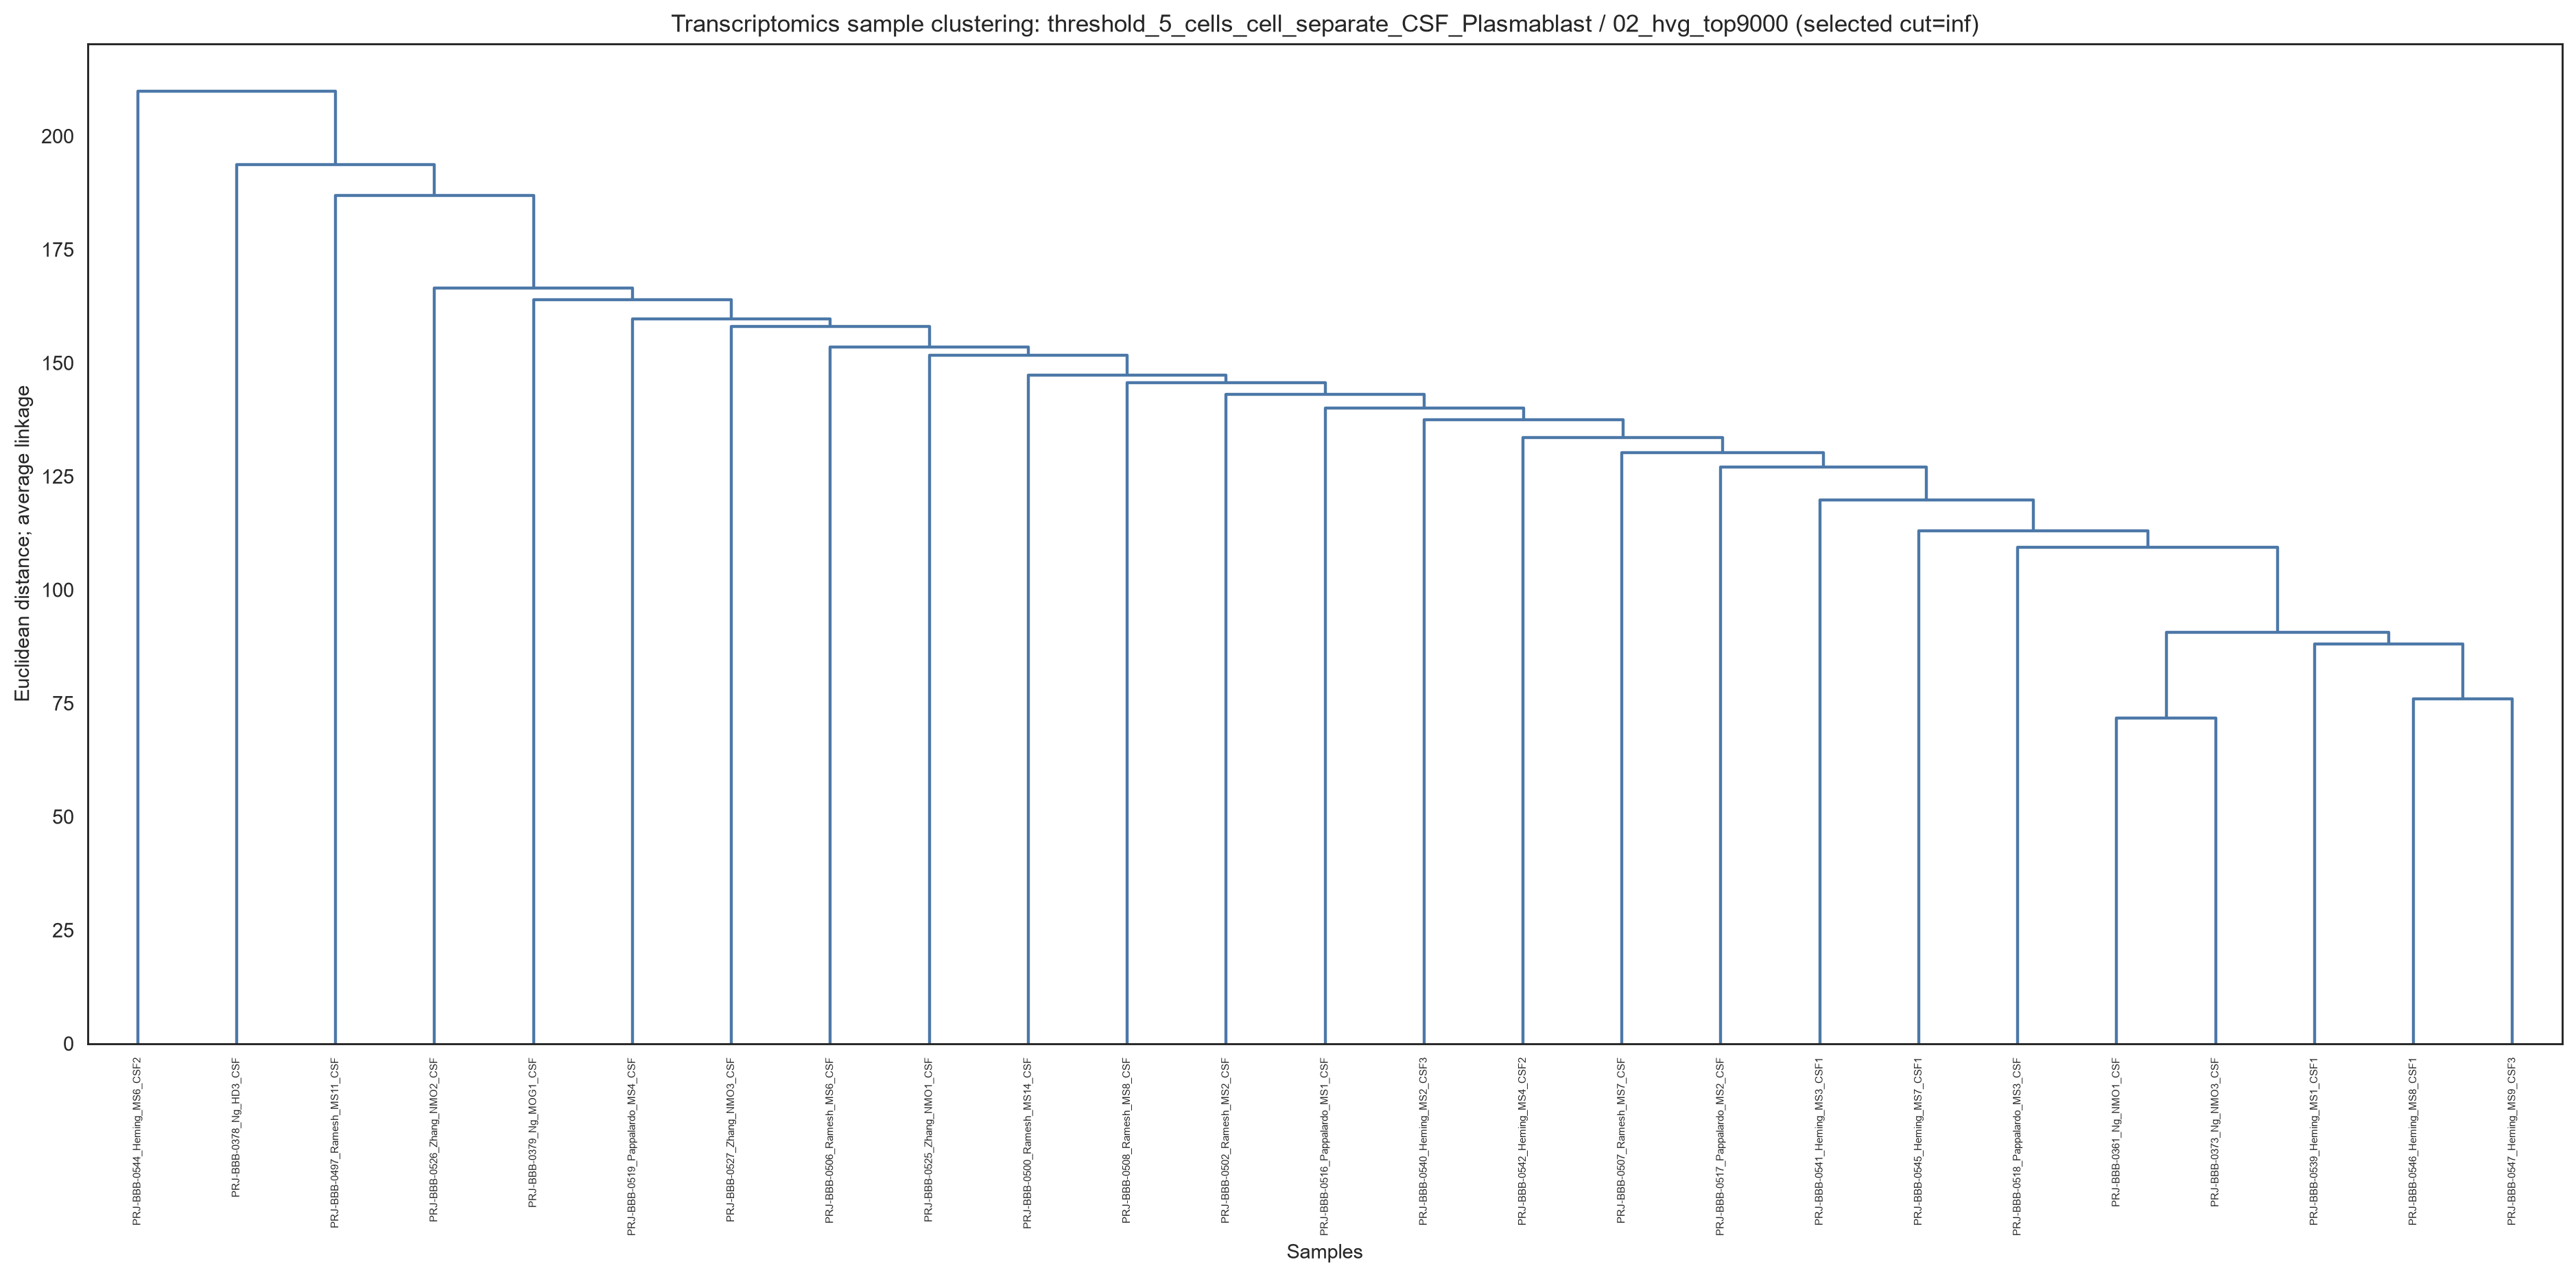 Transcriptomics sample clustering: threshold_5_cells_cell_separate_CSF_Plasmablast / 02_hvg_top9000 (selected cut=inf)
Euclidean distance; average linkage
200
175
150
125
100
75
50
25
0
PRJ-BBB-0544_Heming_MS6_CSF2
PRJ-BBB-0378_Ng_HD3_CSF
PRJ-BBB-0497_Ramesh_MS11_CSF
PRJ-BBB-0526_Zhang_NMO2_CSF
PRJ-BBB-0379_Ng_MOG1_CSF
PRJ-BBB-0519_Pappalardo_MS4_CSF
PRJ-BBB-0527_Zhang_NMO3_CSF
PRJ-BBB-0506_Ramesh_MS6_CSF
PRJ-BBB-0525_Zhang_NMO1_CSF
PRJ-BBB-0500_Ramesh_MS14_CSF
PRJ-BBB-0508_Ramesh_MS8_CSF
PRJ-BBB-0502_Ramesh_MS2_CSF
PRJ-BBB-0516_Pappalardo_MS1_CSF
PRJ-BBB-0540_Heming_MS2_CSF3
PRJ-BBB-0542_Heming_MS4_CSF2
PRJ-BBB-0507_Ramesh_MS7_CSF
PRJ-BBB-0517_Pappalardo_MS2_CSF
PRJ-BBB-0541_Heming_MS3_CSF1
PRJ-BBB-0545_Heming_MS7_CSF1
PRJ-BBB-0518_Pappalardo_MS3_CSF
PRJ-BBB-0361_Ng_NMO1_CSF
PRJ-BBB-0373_Ng_NMO3_CSF
PRJ-BBB-0539_Heming_MS1_CSF1
PRJ-BBB-0546_Heming_MS8_CSF1
PRJ-BBB-0547_Heming_MS9_CSF3
Samples